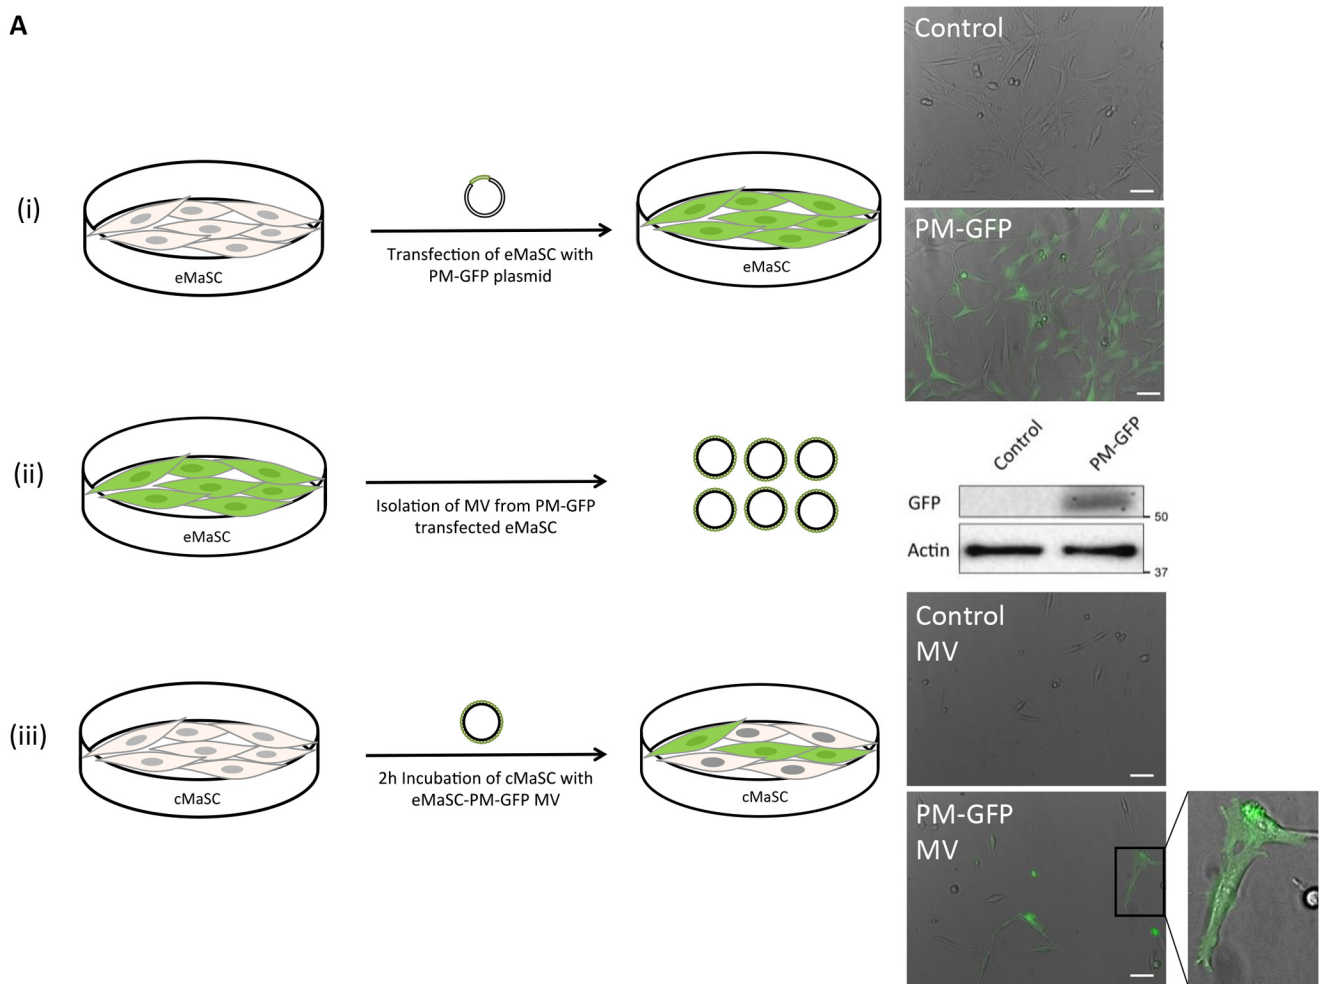 A
(i)
eMaSC
Transfection of eMaSC with
PM-GFP plasmid
eMaSC
Control
PM-GFP
(ii)
eMaSC
Isolation of MV from PM-GFP
transfected eMaSC
Control
PM-GFP
GFP
50
Actin
37
(iii)
cMaSC
2h Incubation of cMaSC with
eMaSC-PM-GFP MV
cMaSC
Control
MV
PM-GFP
MV